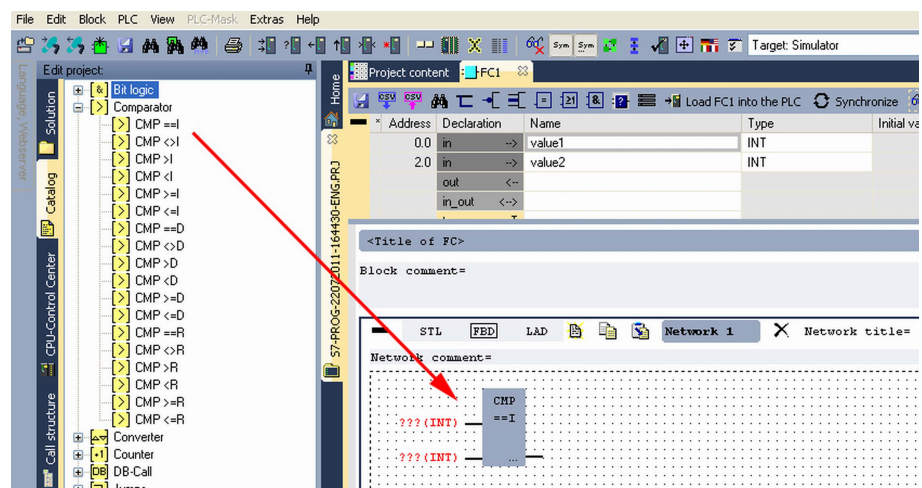 File Edit Block PLC View PLC-Mask Extras Help
Target: Simulator
Language, Webserver
Solution
Catalog
CPU-Control Center
Call structure
Edit project:
Bit logic
Comparator
CMP ==I
CMP <>I
CMP >I
CMP <I
CMP >=I
CMP <=I
CMP ==D
CMP <>D
CMP >D
CMP <D
CMP >=D
CMP <=D
CMP ==R
CMP <>R
CMP >R
CMP <R
CMP >=R
CMP <=R
Converter
Counter
DB-Call
Home
S7-PROG-22072011-164430-ENG.PRJ
Project content FC1
Load FC1 into the PLC Synchronize
Address Declaration Name Type Initial va
0.0 in --> value1 INT
2.0 in --> value2 INT
out <--
in_out <-->
<Title of FC>
Block comment=
STL FBD LAD Network 1 Network title=
Network comment=
CMP
==I
???(INT)
???(INT) ...